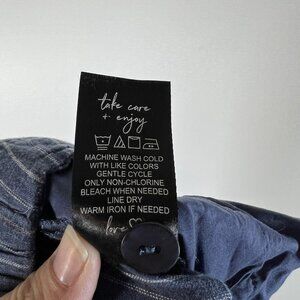 take care
+ enjoy
MACHINE WASH COLD
WITH LIKE COLORS
GENTLE CYCLE
ONLY NON-CHLORINE
BLEACH WHEN NEEDED
LINE DRY
WARM IRON IF NEEDED
love